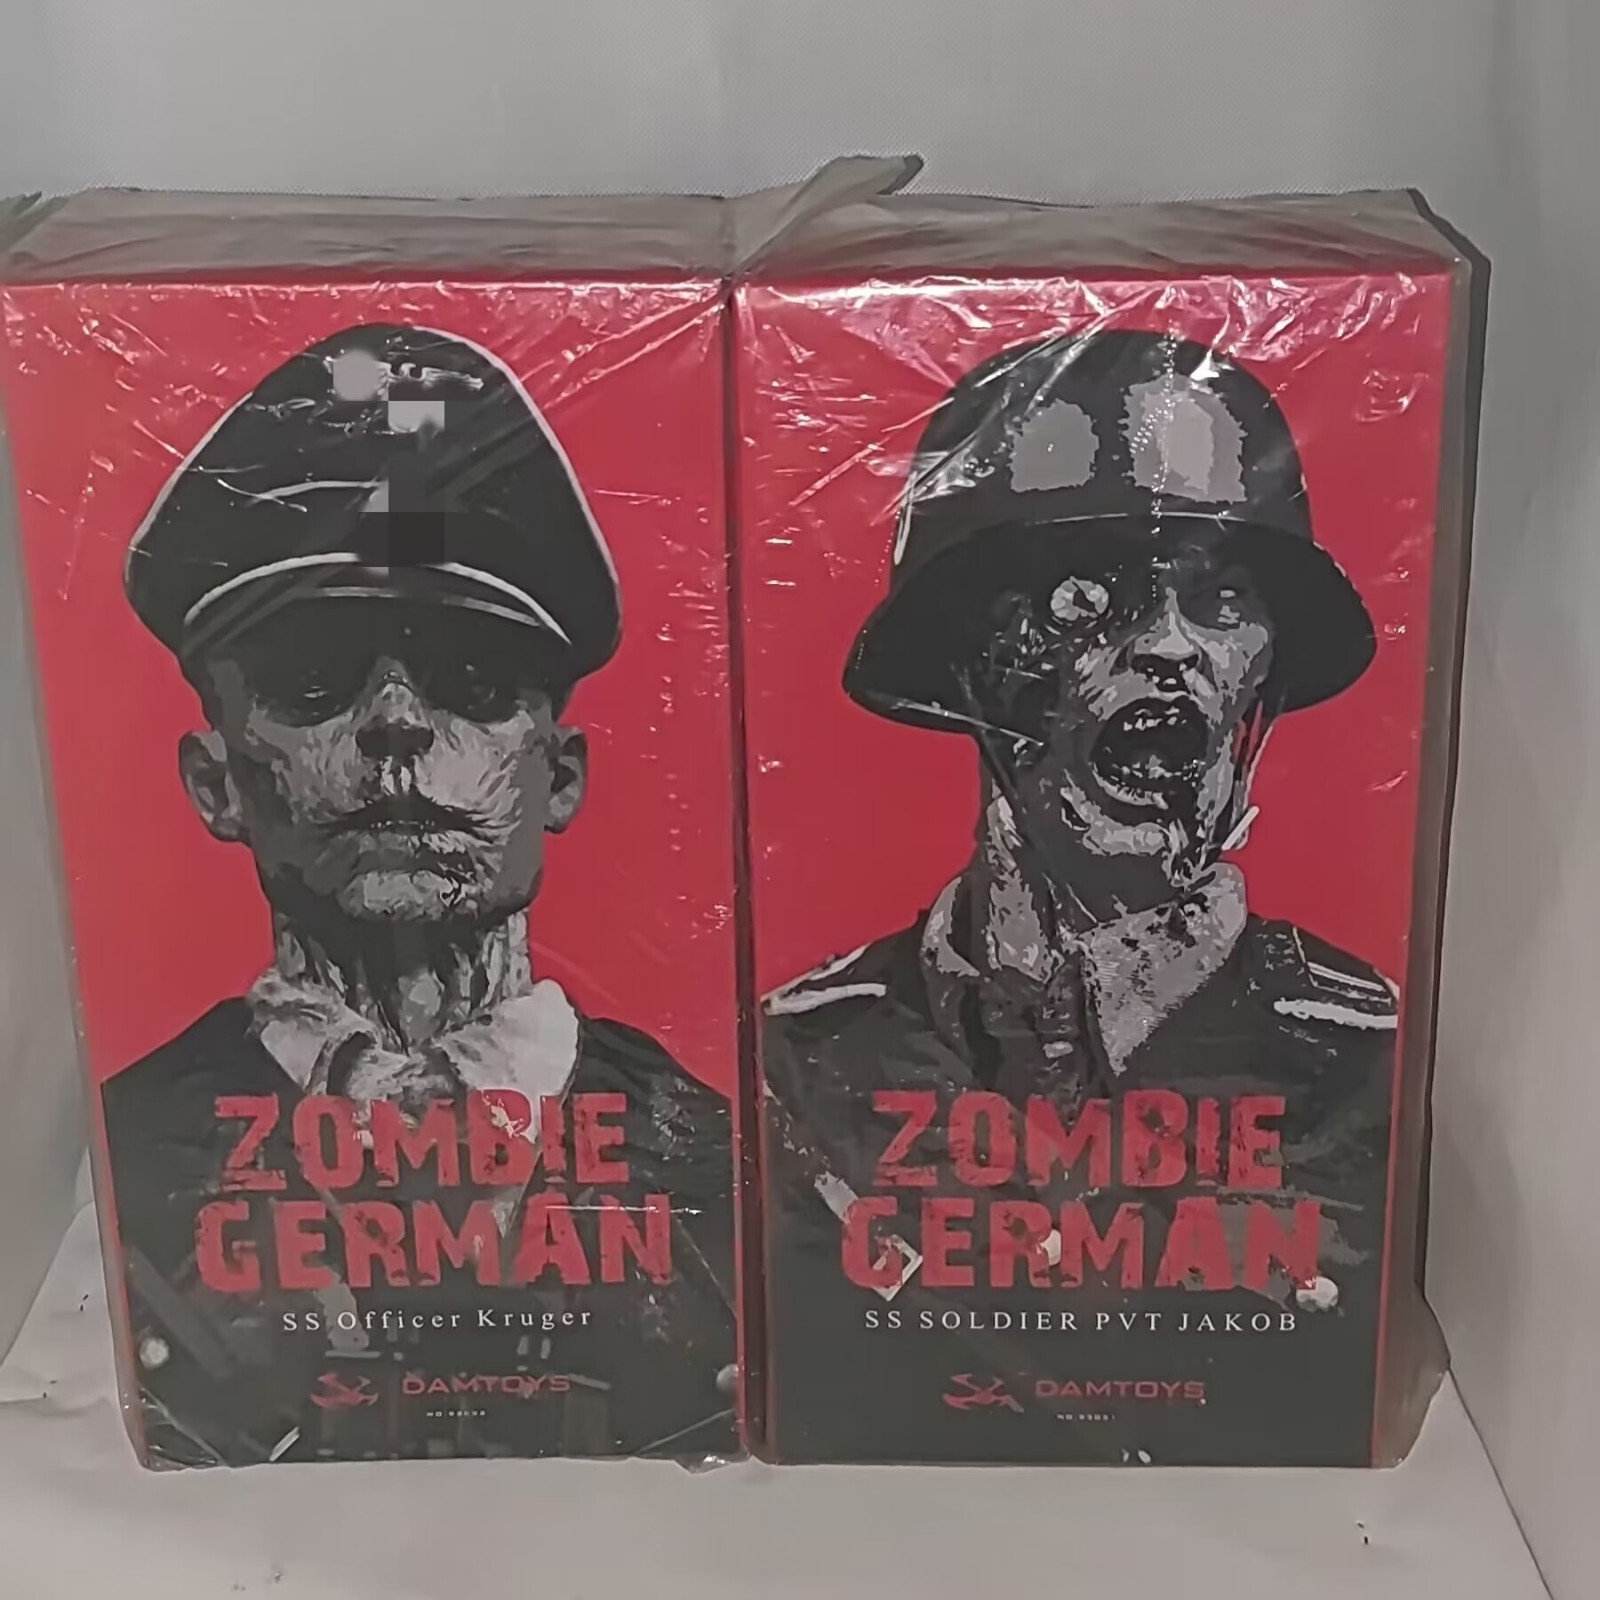 ZOMBIE
GERMAN
SS Officer Kruger
DAMTOYS
ZOMBIE
GERMAN
SS SOLDIER PVT JAKOB
DAMTOYS